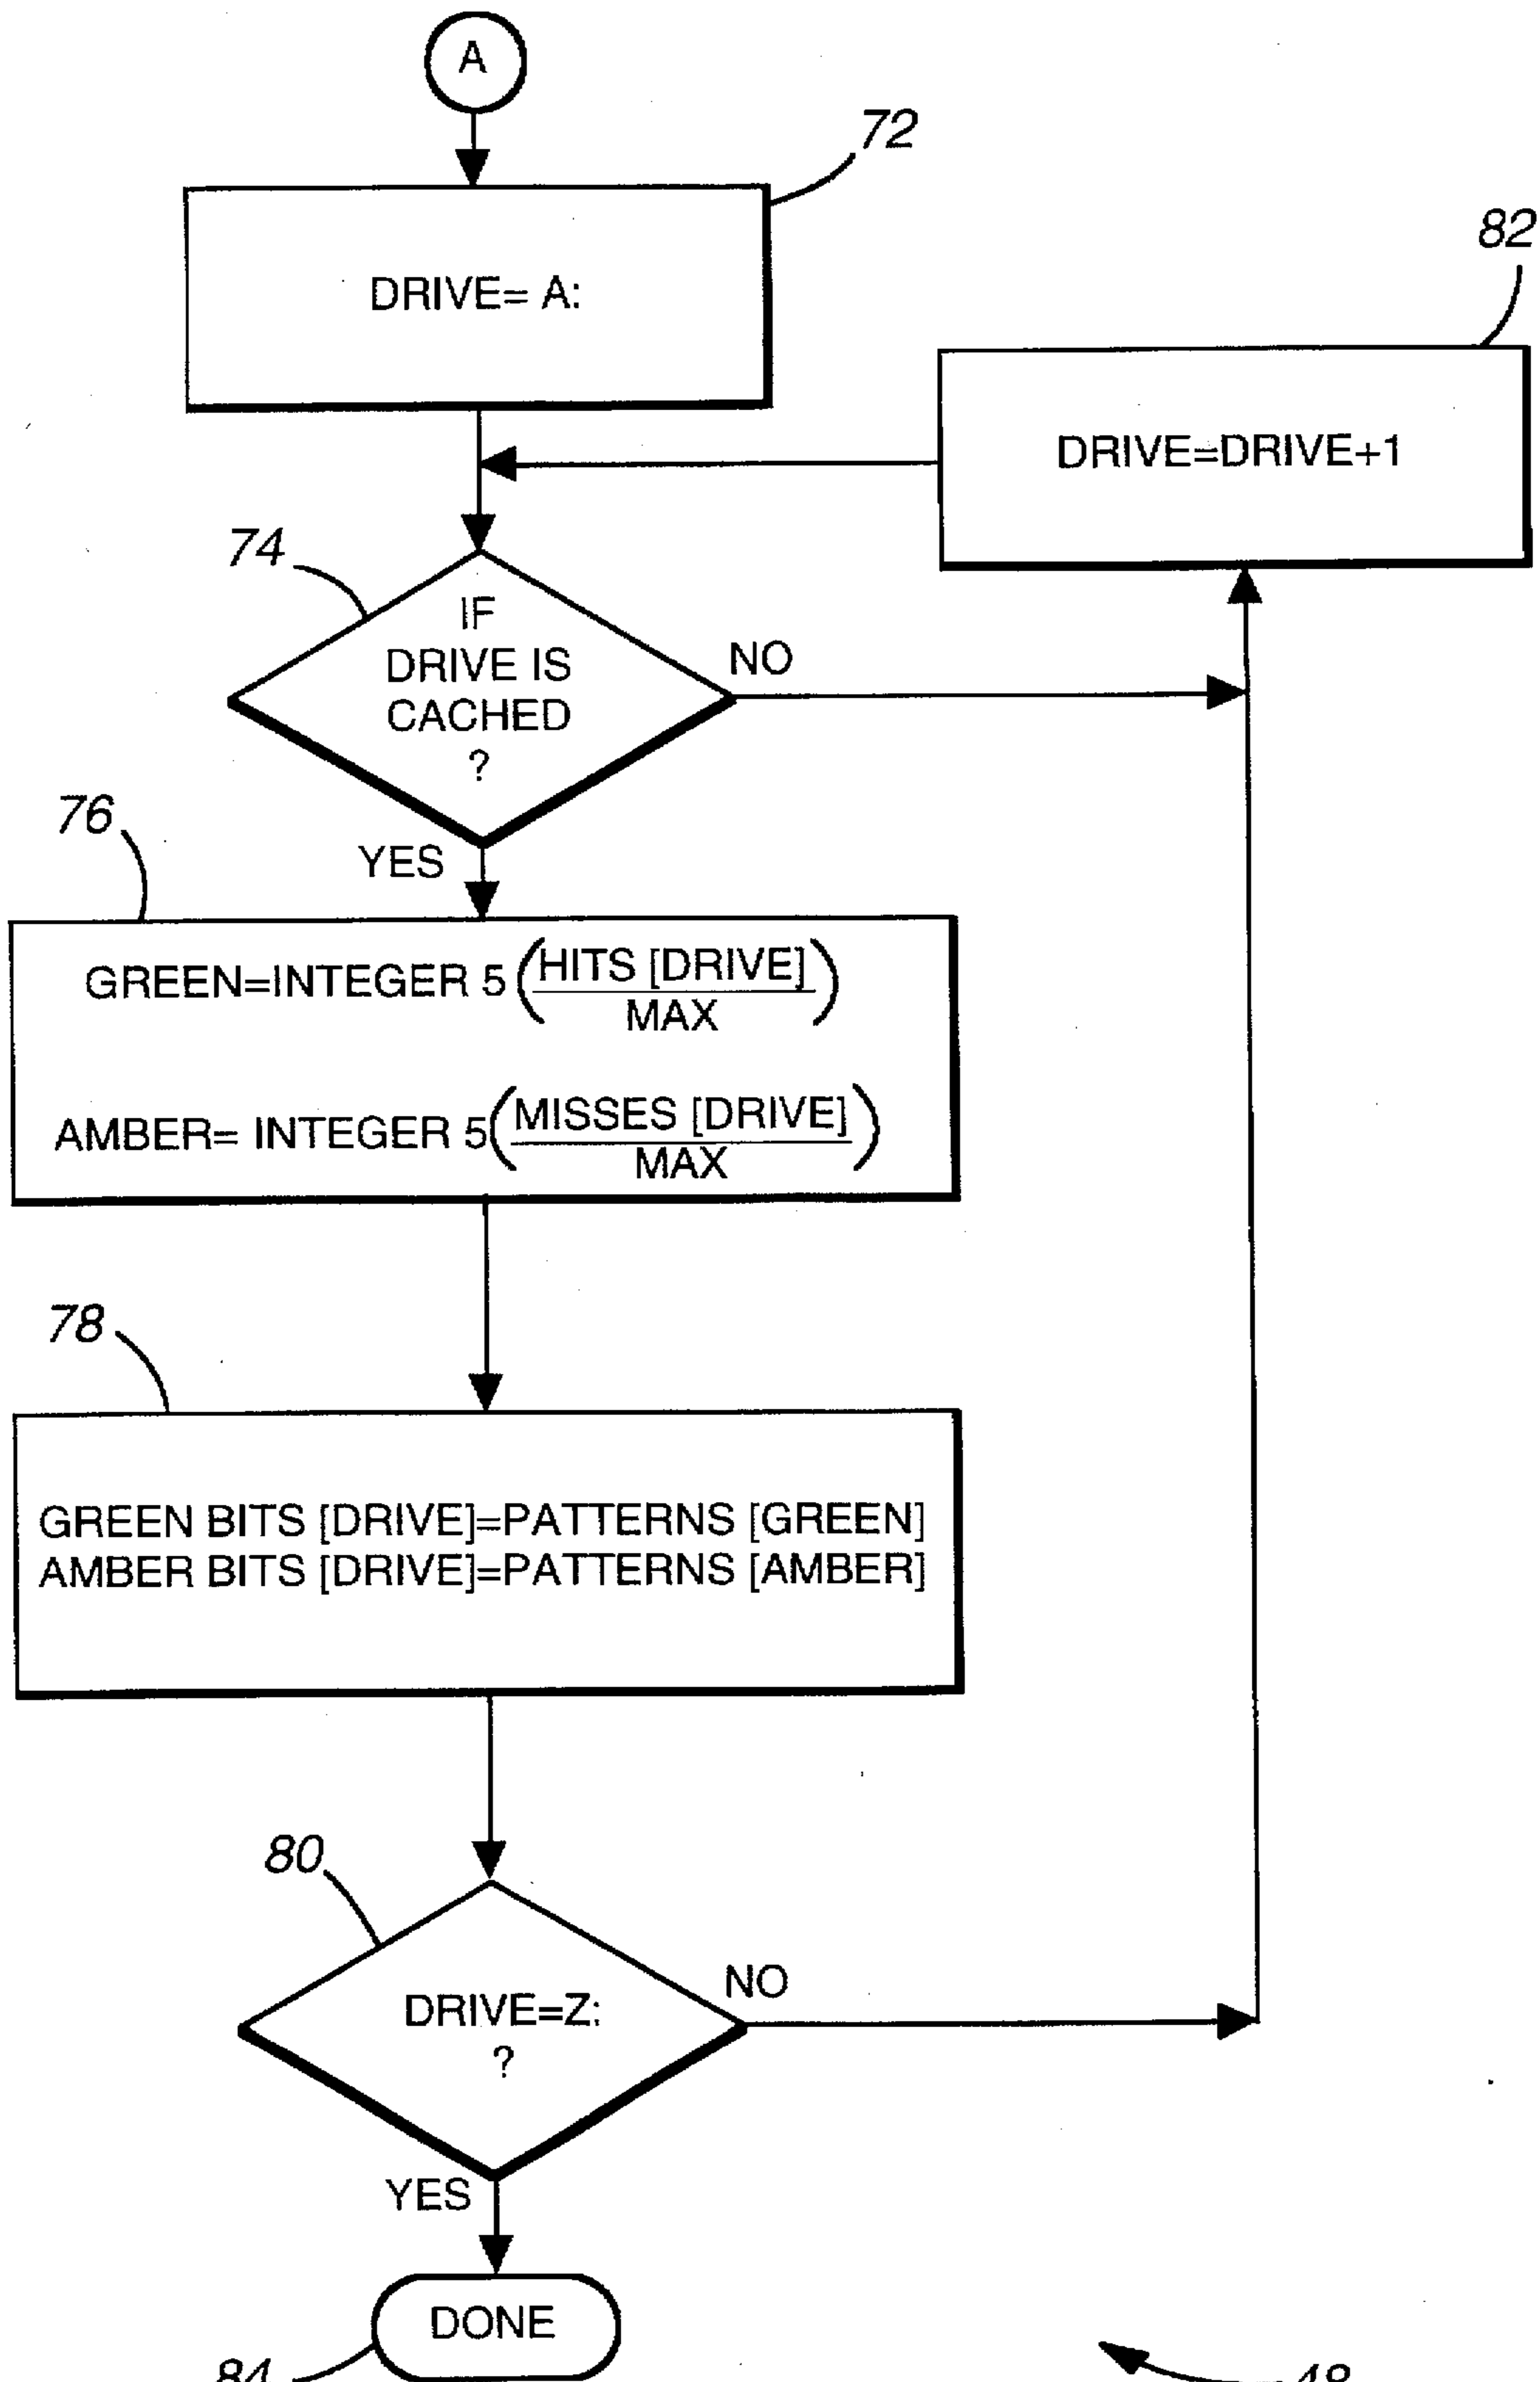 A
72
DRIVE= A:
82
DRIVE=DRIVE+1
74
IF
DRIVE IS
CACHED
?
NO
YES
76
GREEN=INTEGER 5(HITS [DRIVE]
MAX)
AMBER= INTEGER 5(MISSES [DRIVE]
MAX)
78
GREEN BITS [DRIVE]=PATTERNS [GREEN]
AMBER BITS [DRIVE]=PATTERNS [AMBER]
80
DRIVE=Z:
?
NO
YES
DONE
84
48